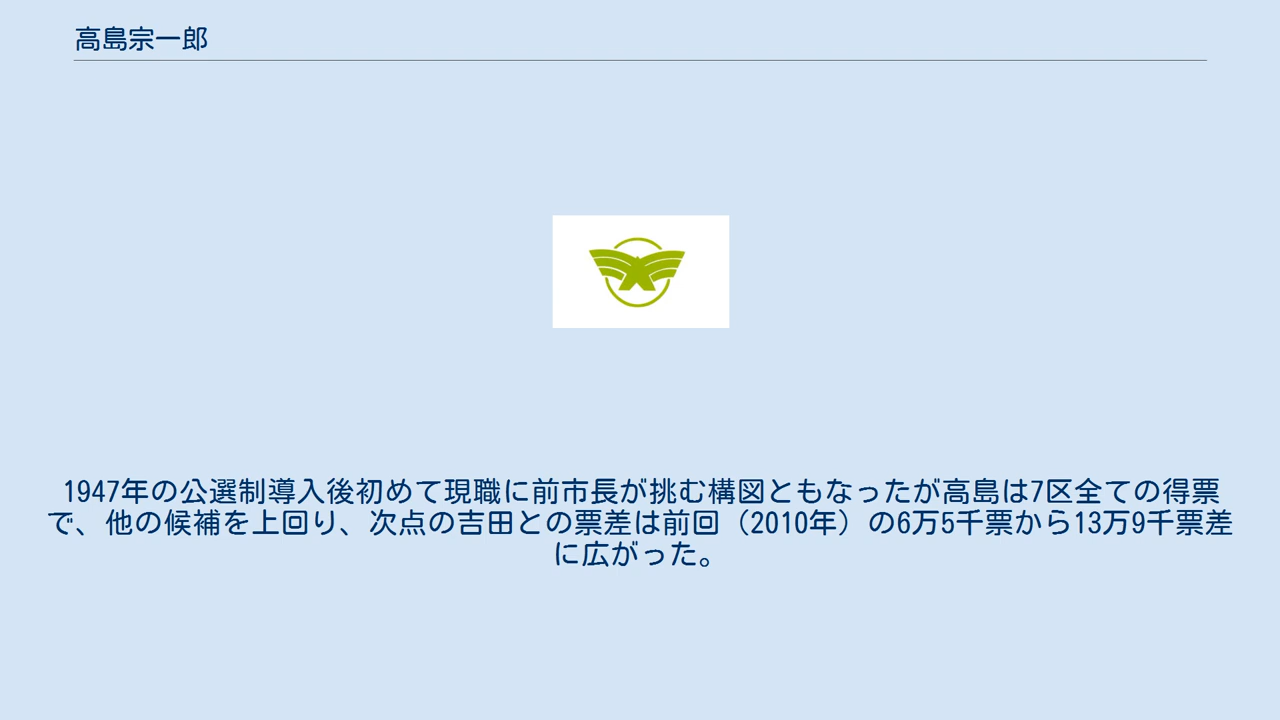 高島宗一郎
1947年の公選制導入後初めて現職に前市長が挑む構図ともなったが高島は7区全ての得票
で、他の候補を上回り、次点の吉田との票差は前回（2010年）の6万5千票から13万9千票差
に広がった。